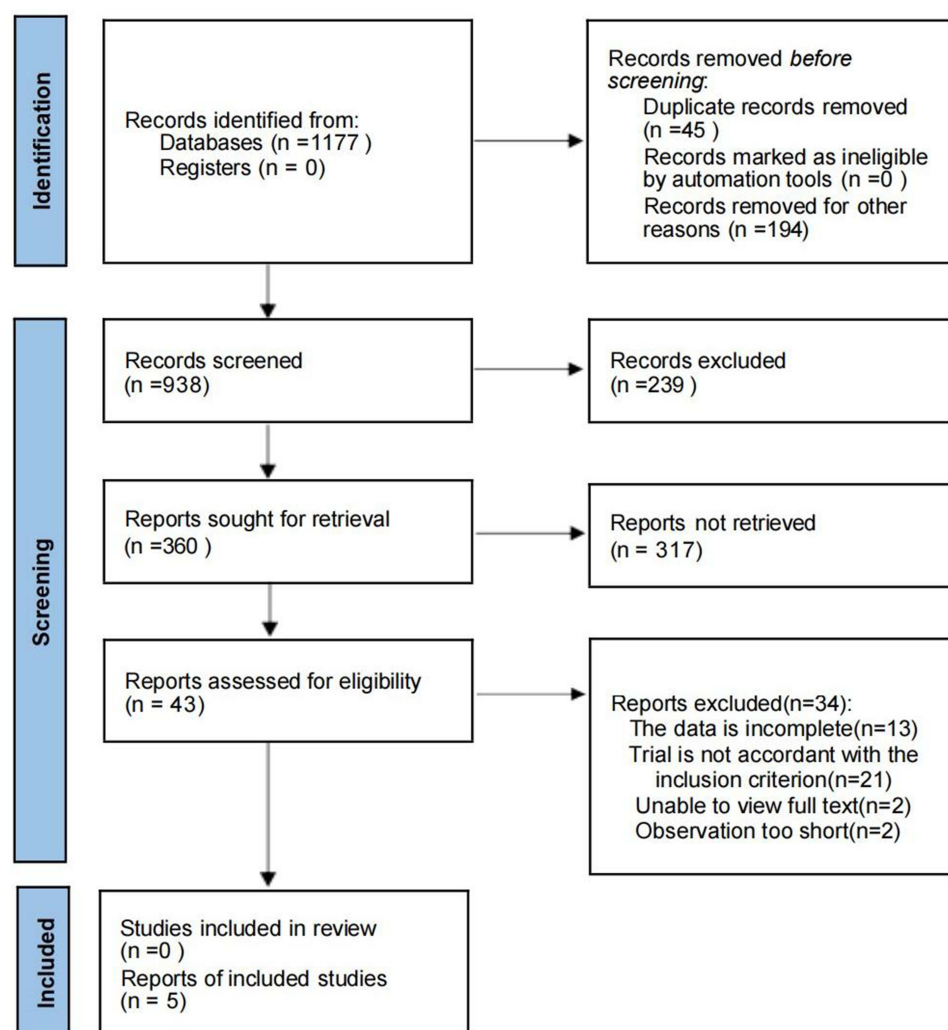 Identification
Records identified from:
Databases (n =1177 )
Registers (n = 0)
Records removed before
screening:
Duplicate records removed
(n =45 )
Records marked as ineligible
by automation tools (n =0 )
Records removed for other
reasons (n =194)
Screening
Records screened
(n =938)
Records excluded
(n =239 )
Reports sought for retrieval
(n =360 )
Reports not retrieved
(n = 317)
Reports assessed for eligibility
(n = 43)
Reports excluded(n=34):
The data is incomplete(n=13)
Trial is not accordant with the
inclusion criterion(n=21)
Unable to view full text(n=2)
Observation too short(n=2)
Included
Studies included in review
(n =0 )
Reports of included studies
(n = 5)